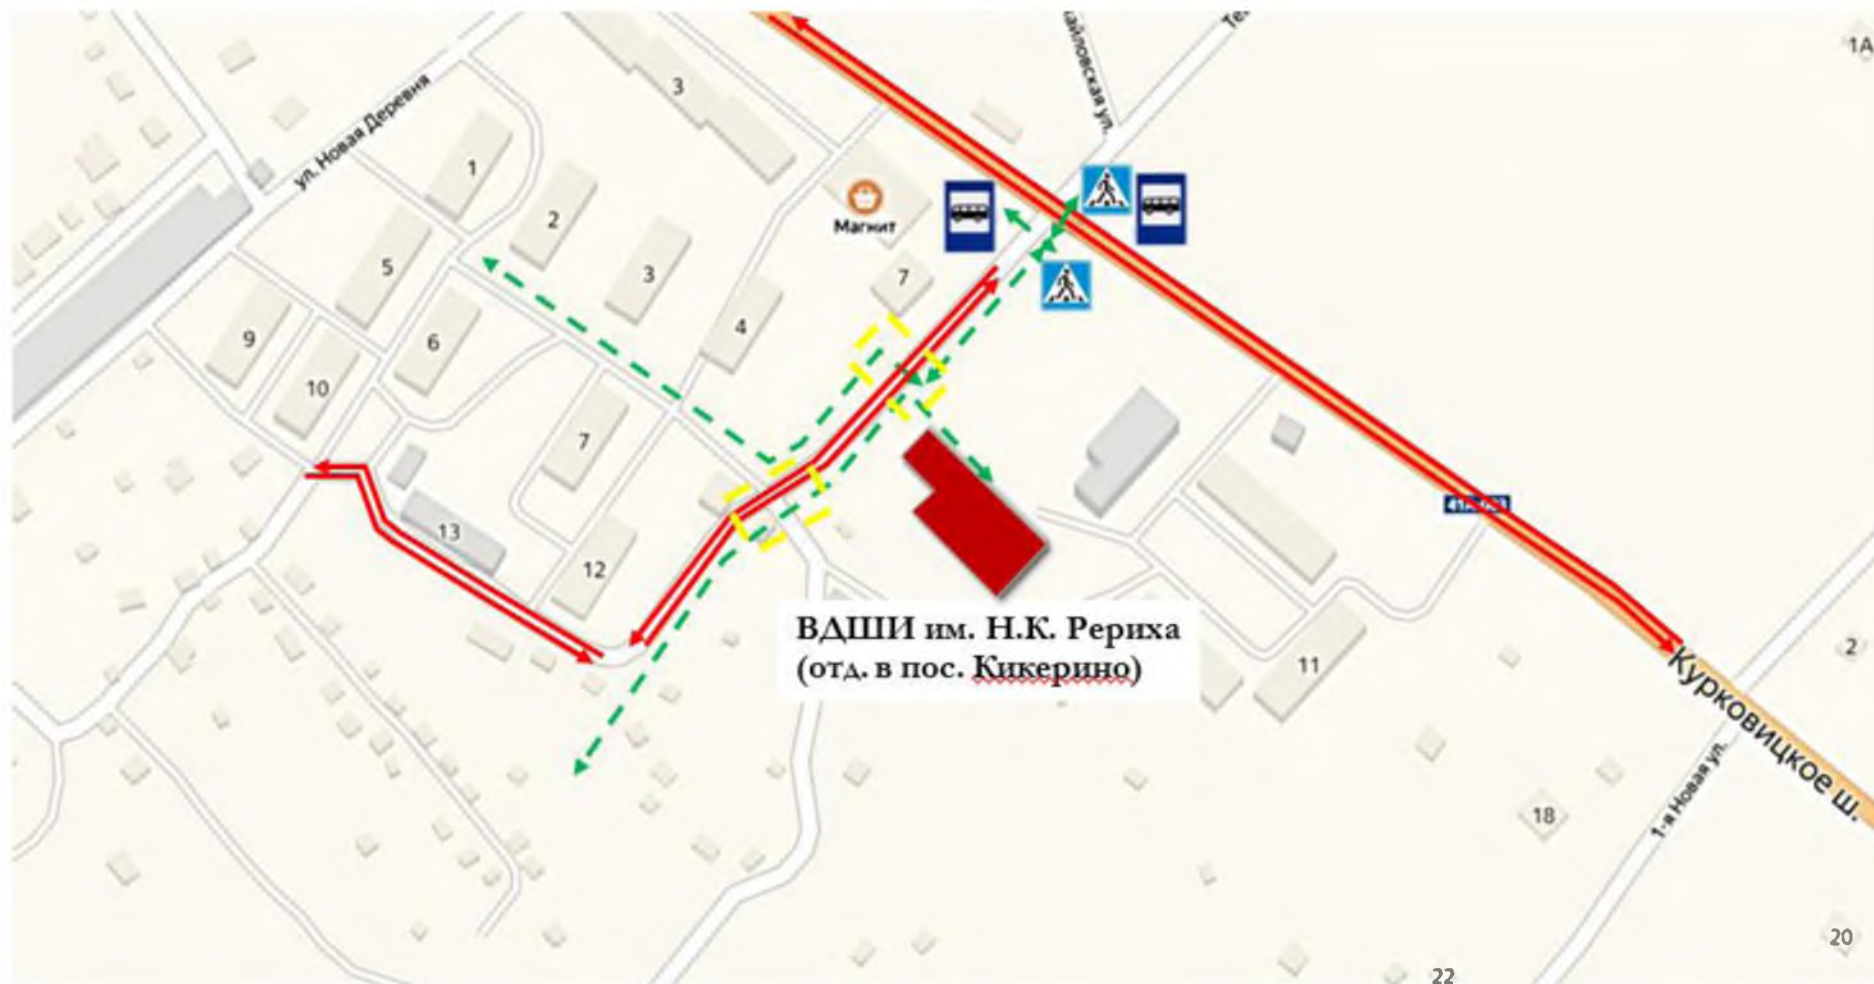 1А
3
ул. Новая Деревня
1
2
Магнит
5
3
7
9
6
4
10
7
13
12
ВДШИ им. Н.К. Рериха
(отд. в пос. Кикерино)
11
2
Курковицкое ш.
1-я Новая ул.
18
20
22